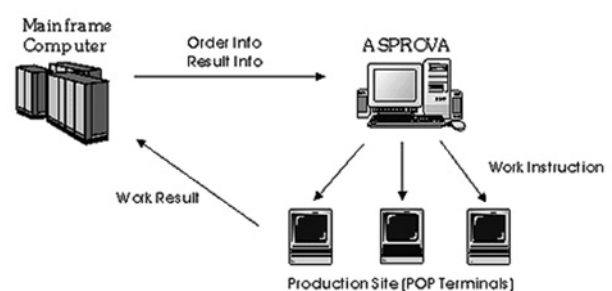 Mainframe
Computer
Order Info
Result Info
ASPROVA
Work Instruction
Work Result
Production Site (POP Terminals)